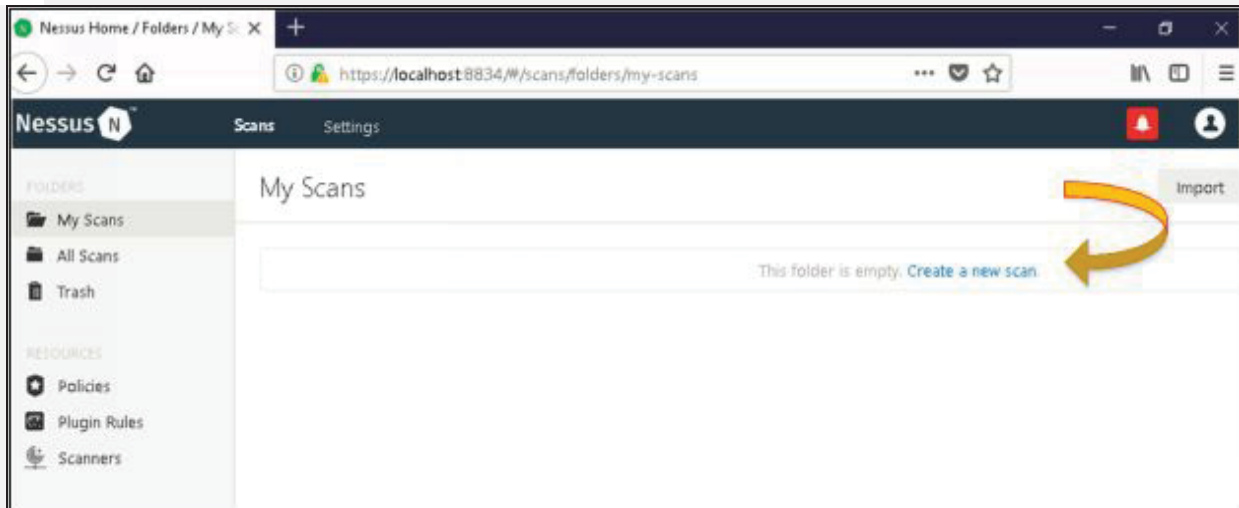 Nessus Home / Folders / My S
https://localhost:8834/#/scans/folders/my-scans
Nessus N
Scans
Settings
FOLDERS
My Scans
All Scans
Trash
RESOURCES
Policies
Plugin Rules
Scanners
My Scans
Import
This folder is empty. Create a new scan.